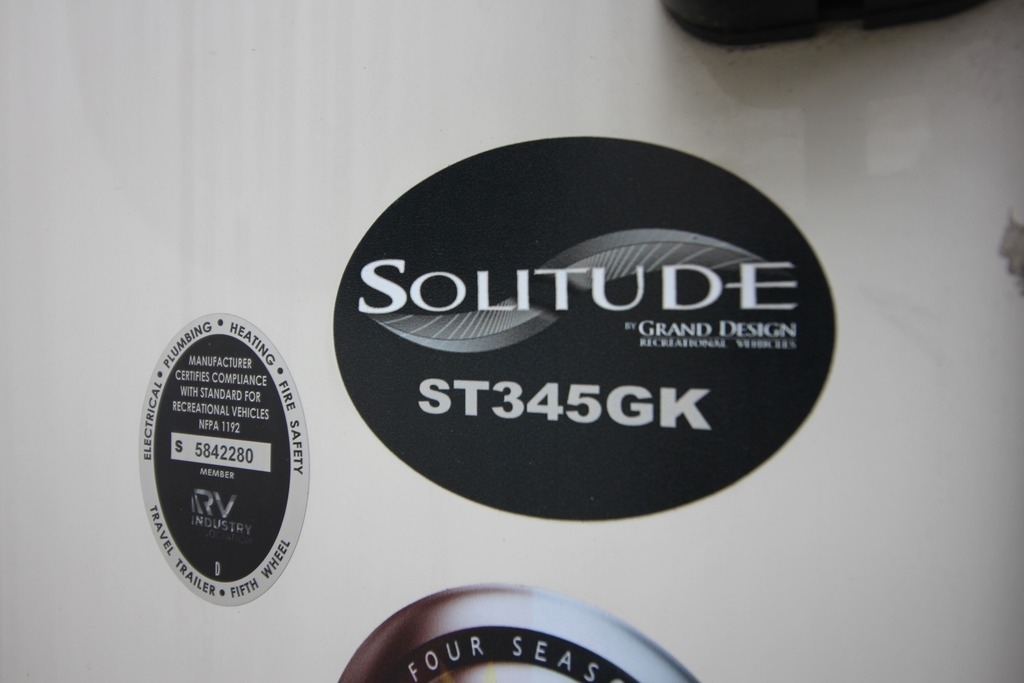 SOLITUDE
BY GRAND DESIGN
RECREATIONAL VEHICLES
ST345GK
ELECTRICAL • PLUMBING • HEATING • FIRE SAFETY
MANUFACTURER
CERTIFIES COMPLIANCE
WITH STANDARD FOR
RECREATIONAL VEHICLES
NFPA 1192
S 5842280
MEMBER
RV
INDUSTRY
D
TRAVEL TRAILER • FIFTH WHEEL
FOUR SEASO